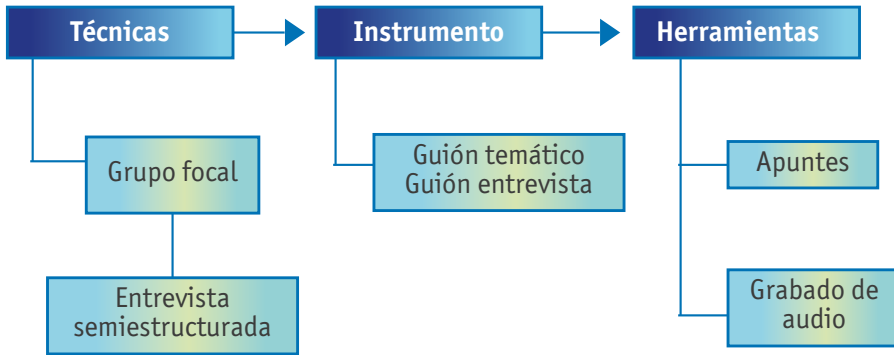 Técnicas
Instrumento
Herramientas
Grupo focal
Entrevista
semiestructurada
Guión temático
Guión entrevista
Apuntes
Grabado de
audio